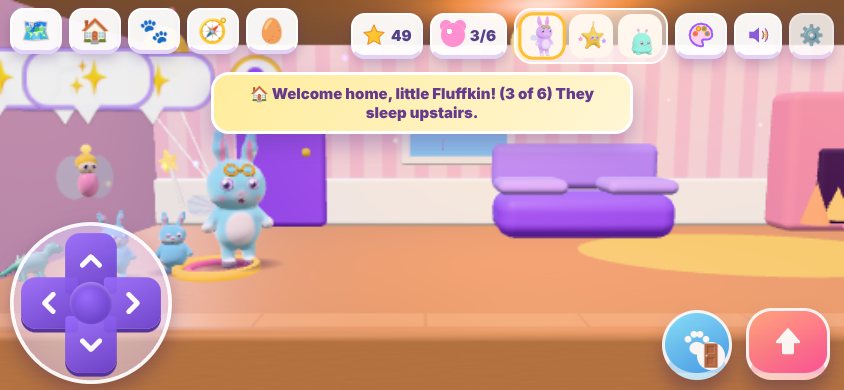 49
3/6
🏠 Welcome home, little Fluffkin! (3 of 6) They
sleep upstairs.